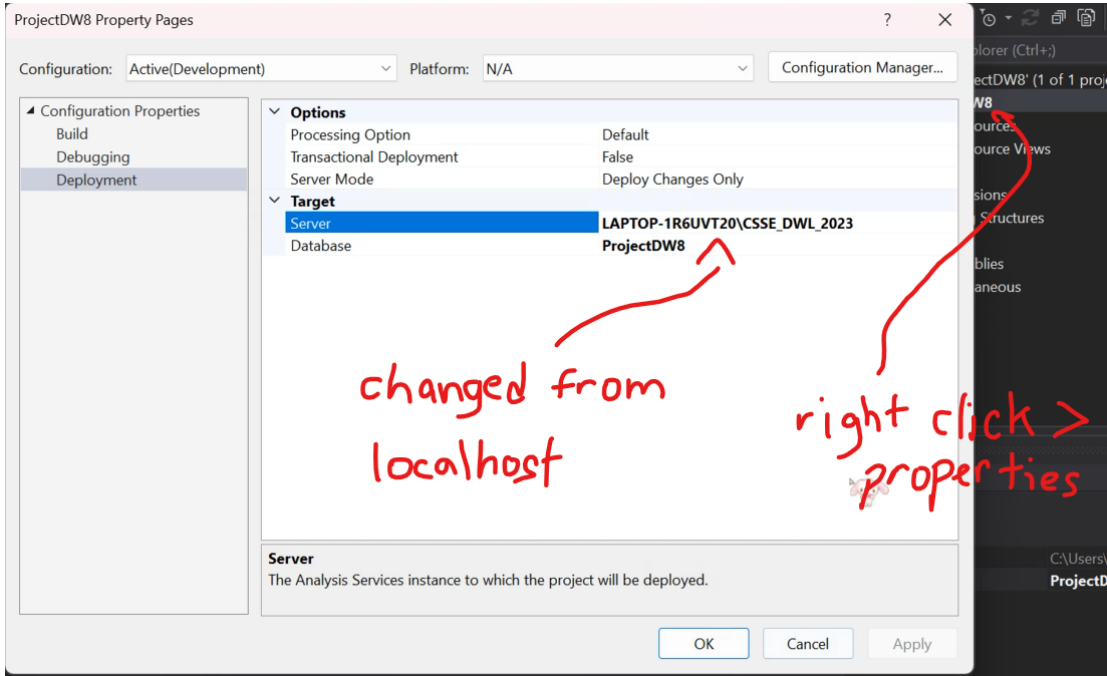 ProjectDW8 Property Pages
? ×
Configuration: Active(Development) Platform: N/A Configuration Manager...
Configuration Properties
Build
Debugging
Deployment
Options
Processing Option Default
Transactional Deployment False
Server Mode Deploy Changes Only
Target
Server LAPTOP-1R6UVT20\CSSE_DWL_2023
Database ProjectDW8
changed from
localhost
Server
The Analysis Services instance to which the project will be deployed.
OK Cancel Apply
plorer (Ctrl+;)
ectDW8' (1 of 1 proje
W8
ources
ource Views
sions
Structures
blies
aneous
right click >
properties
C:\Users\
ProjectD